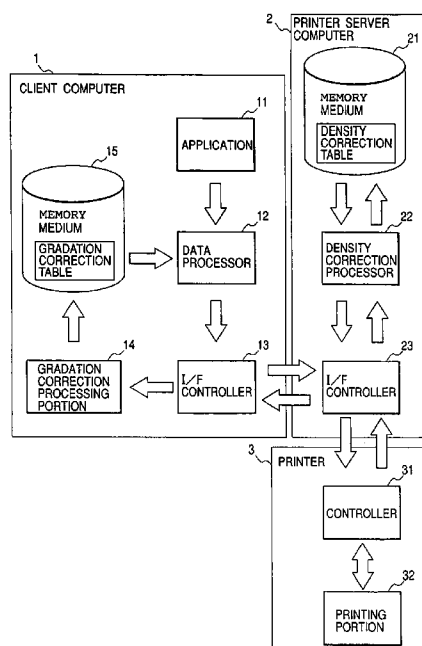 1
CLIENT COMPUTER
11
APPLICATION
15
MEMORY
MEDIUM
GRADATION
CORRECTION
TABLE
12
DATA
PROCESSOR
14
GRADATION
CORRECTION
PROCESSING
PORTION
13
I/F
CONTROLLER
2
PRINTER SERVER
COMPUTER
21
MEMORY
MEDIUM
DENSITY
CORRECTION
TABLE
22
DENSITY
CORRECTION
PROCESSOR
23
I/F
CONTROLLER
3
PRINTER
31
CONTROLLER
32
PRINTING
PORTION